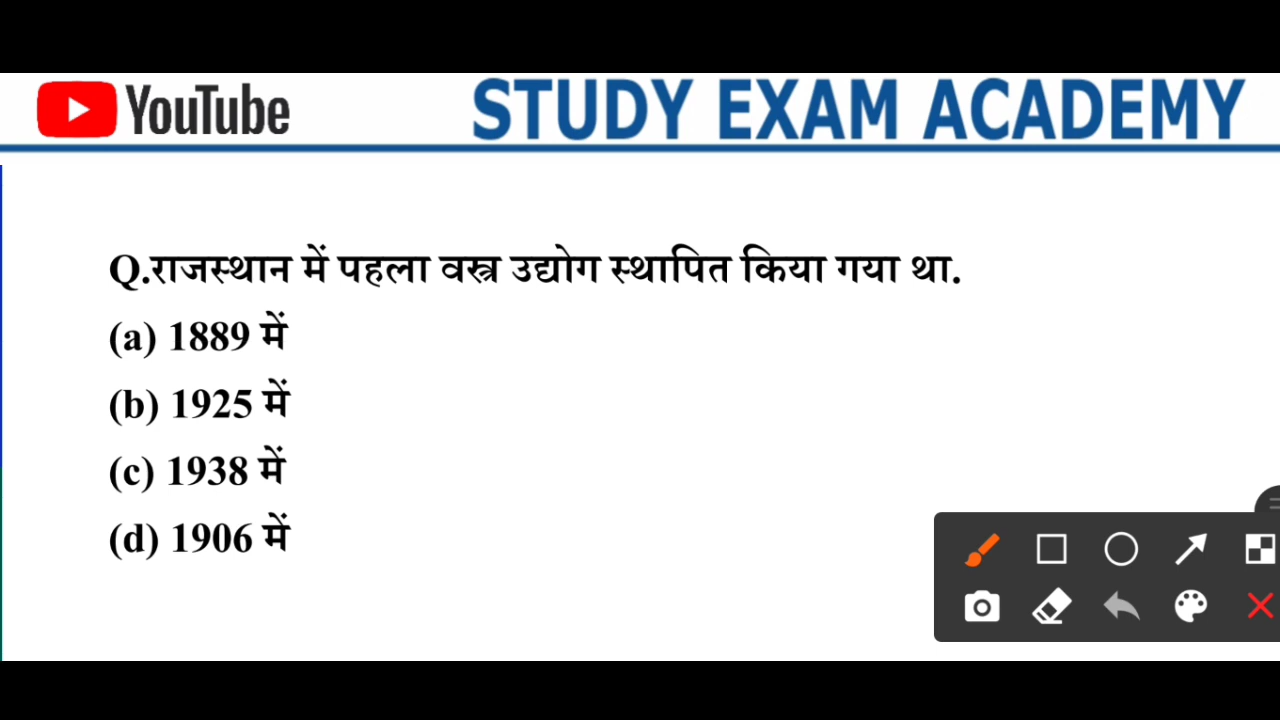 YouTube STUDY EXAM ACADEMY
Q.राजस्थान में पहला वस्त्र उद्योग स्थापित किया गया था.
(a) 1889 में
(b) 1925 में
(c) 1938 में
(d) 1906 में